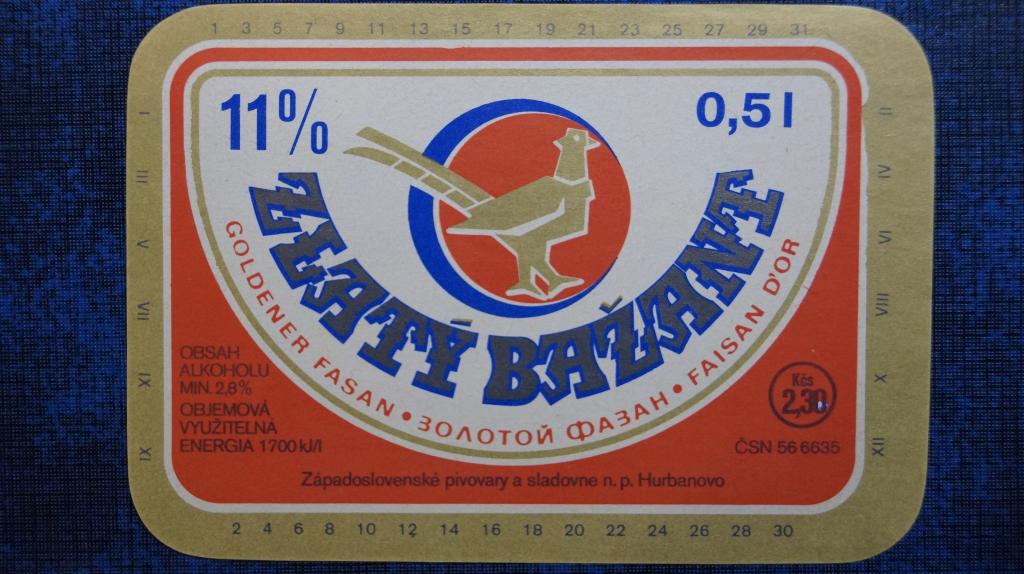 1 3 5 7 9 11 13 15 17 19 21 23 25 27 29 31
I III V VII IX XI
II IV VI VIII X XII
11%
0,5 l
ZLATÝ BAŽANT
GOLDENER FASAN • ЗОЛОТОЙ ФАЗАН • FAISAN D'OR
OBSAH
ALKOHOLU
MIN. 2,8%
OBJEMOVÁ
VYUŽITELNÁ
ENERGIA 1700 kJ/l
Kčs
2,30
ČSN 56 6635
Západoslovenské pivovary a sladovne n. p. Hurbanovo
2 4 6 8 10 12 14 16 18 20 22 24 26 28 30